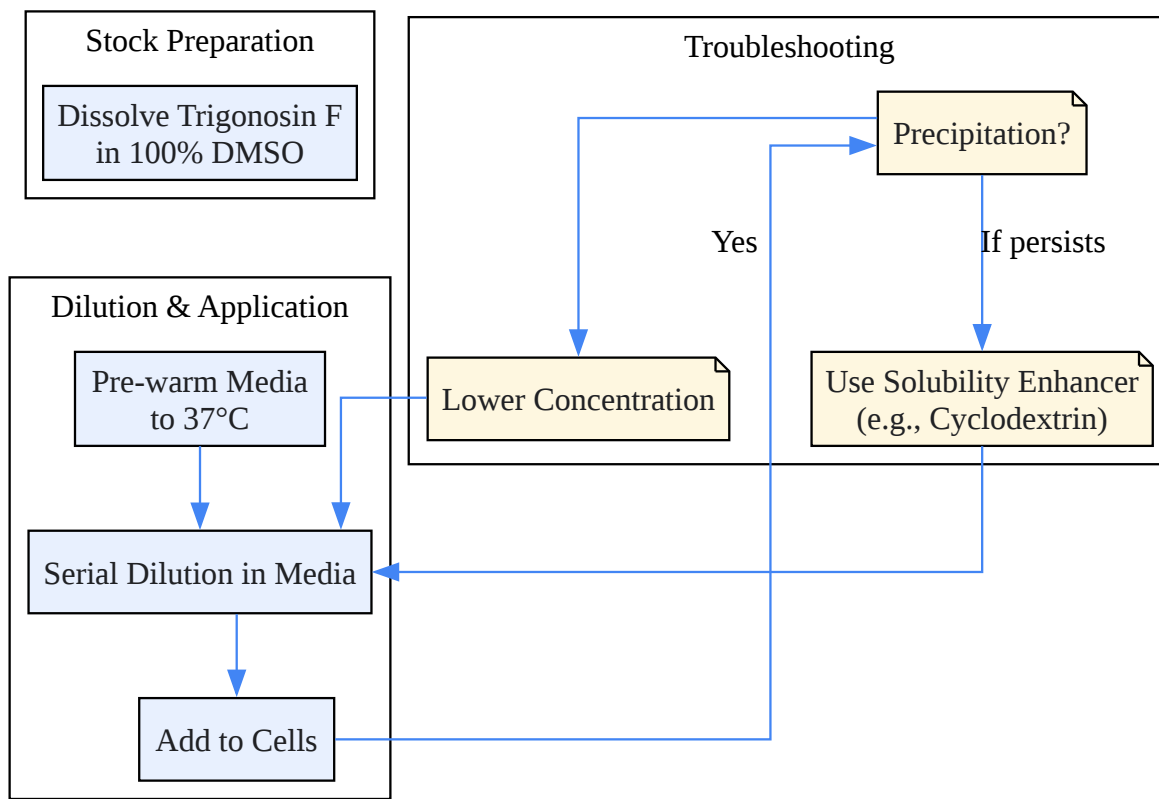 Stock Preparation
Dissolve Trigonosin F
in 100% DMSO
Troubleshooting
Precipitation?
Yes
If persists
Lower Concentration
Use Solubility Enhancer
(e.g., Cyclodextrin)
Dilution & Application
Pre-warm Media
to 37°C
Serial Dilution in Media
Add to Cells